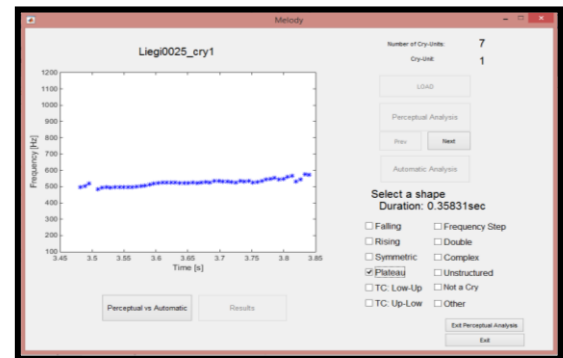 Melody
Liegi0025_cry1
Number of Cry-Units: 7
Cry-Unit: 1
LOAD
Perceptual Analysis
Prev Next
Automatic Analysis
Select a shape
Duration: 0.35831sec
Falling Frequency Step
Rising Double
Symmetric Complex
Plateau Unstructured
TC: Low-Up Not a Cry
TC: Up-Low Other
Exit Perceptual Analysis
Exit
Frequency [Hz]
1200
1100
1000
900
800
700
600
500
400
300
200
100
3.45 3.5 3.55 3.6 3.65 3.7 3.75 3.8 3.85
Time [s]
Perceptual vs Automatic Results